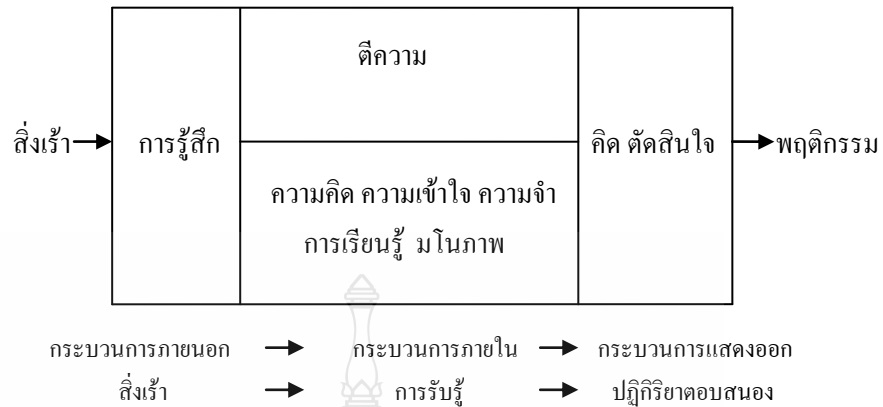 ตีความ
สิ่งเร้า การรู้สึก คิด ตัดสินใจ พฤติกรรม
ความคิด ความเข้าใจ ความจำ
การเรียนรู้ มโนภาพ
กระบวนการภายนอก กระบวนการภายใน กระบวนการแสดงออก
สิ่งเร้า การรับรู้ ปฏิกิริยาตอบสนอง